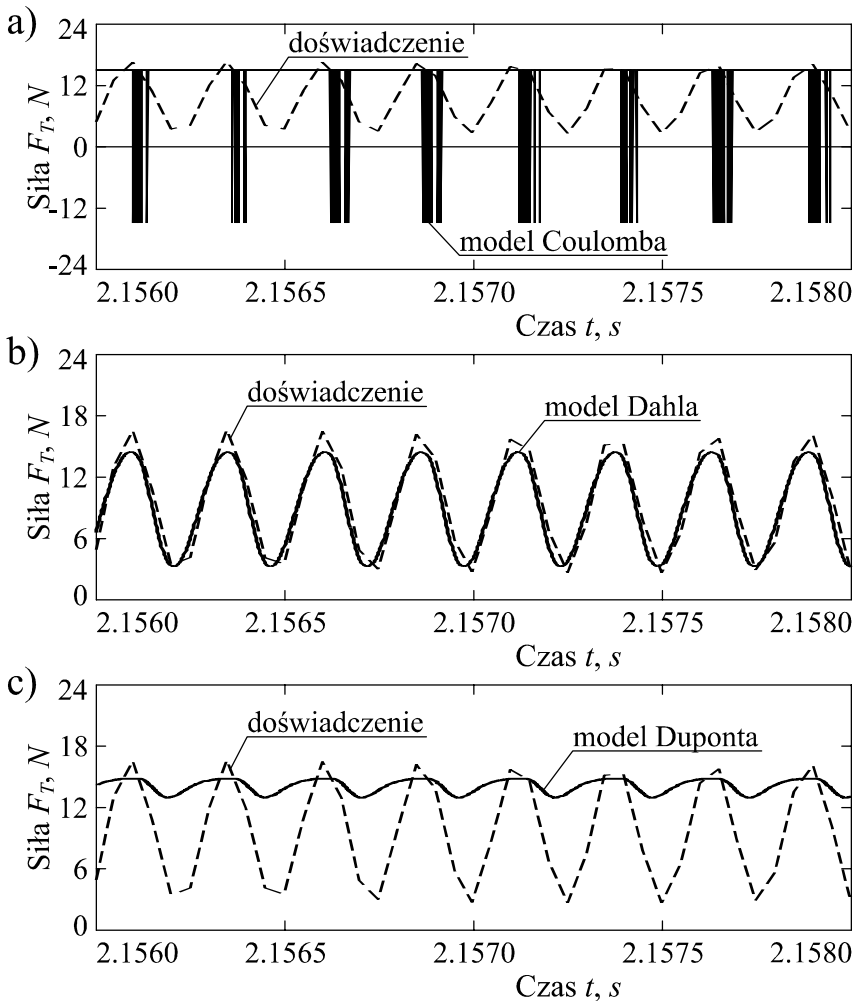 a)
24
12
0
-12
-24
Siła F_T, N
doświadczenie
model Coulomba
2.1560 2.1565 2.1570 2.1575 2.1580
Czas t, s
b)
24
18
12
6
0
Siła F_T, N
doświadczenie
model Dahla
2.1560 2.1565 2.1570 2.1575 2.1580
Czas t, s
c)
24
18
12
6
0
Siła F_T, N
doświadczenie
model Duponta
2.1560 2.1565 2.1570 2.1575 2.1580
Czas t, s